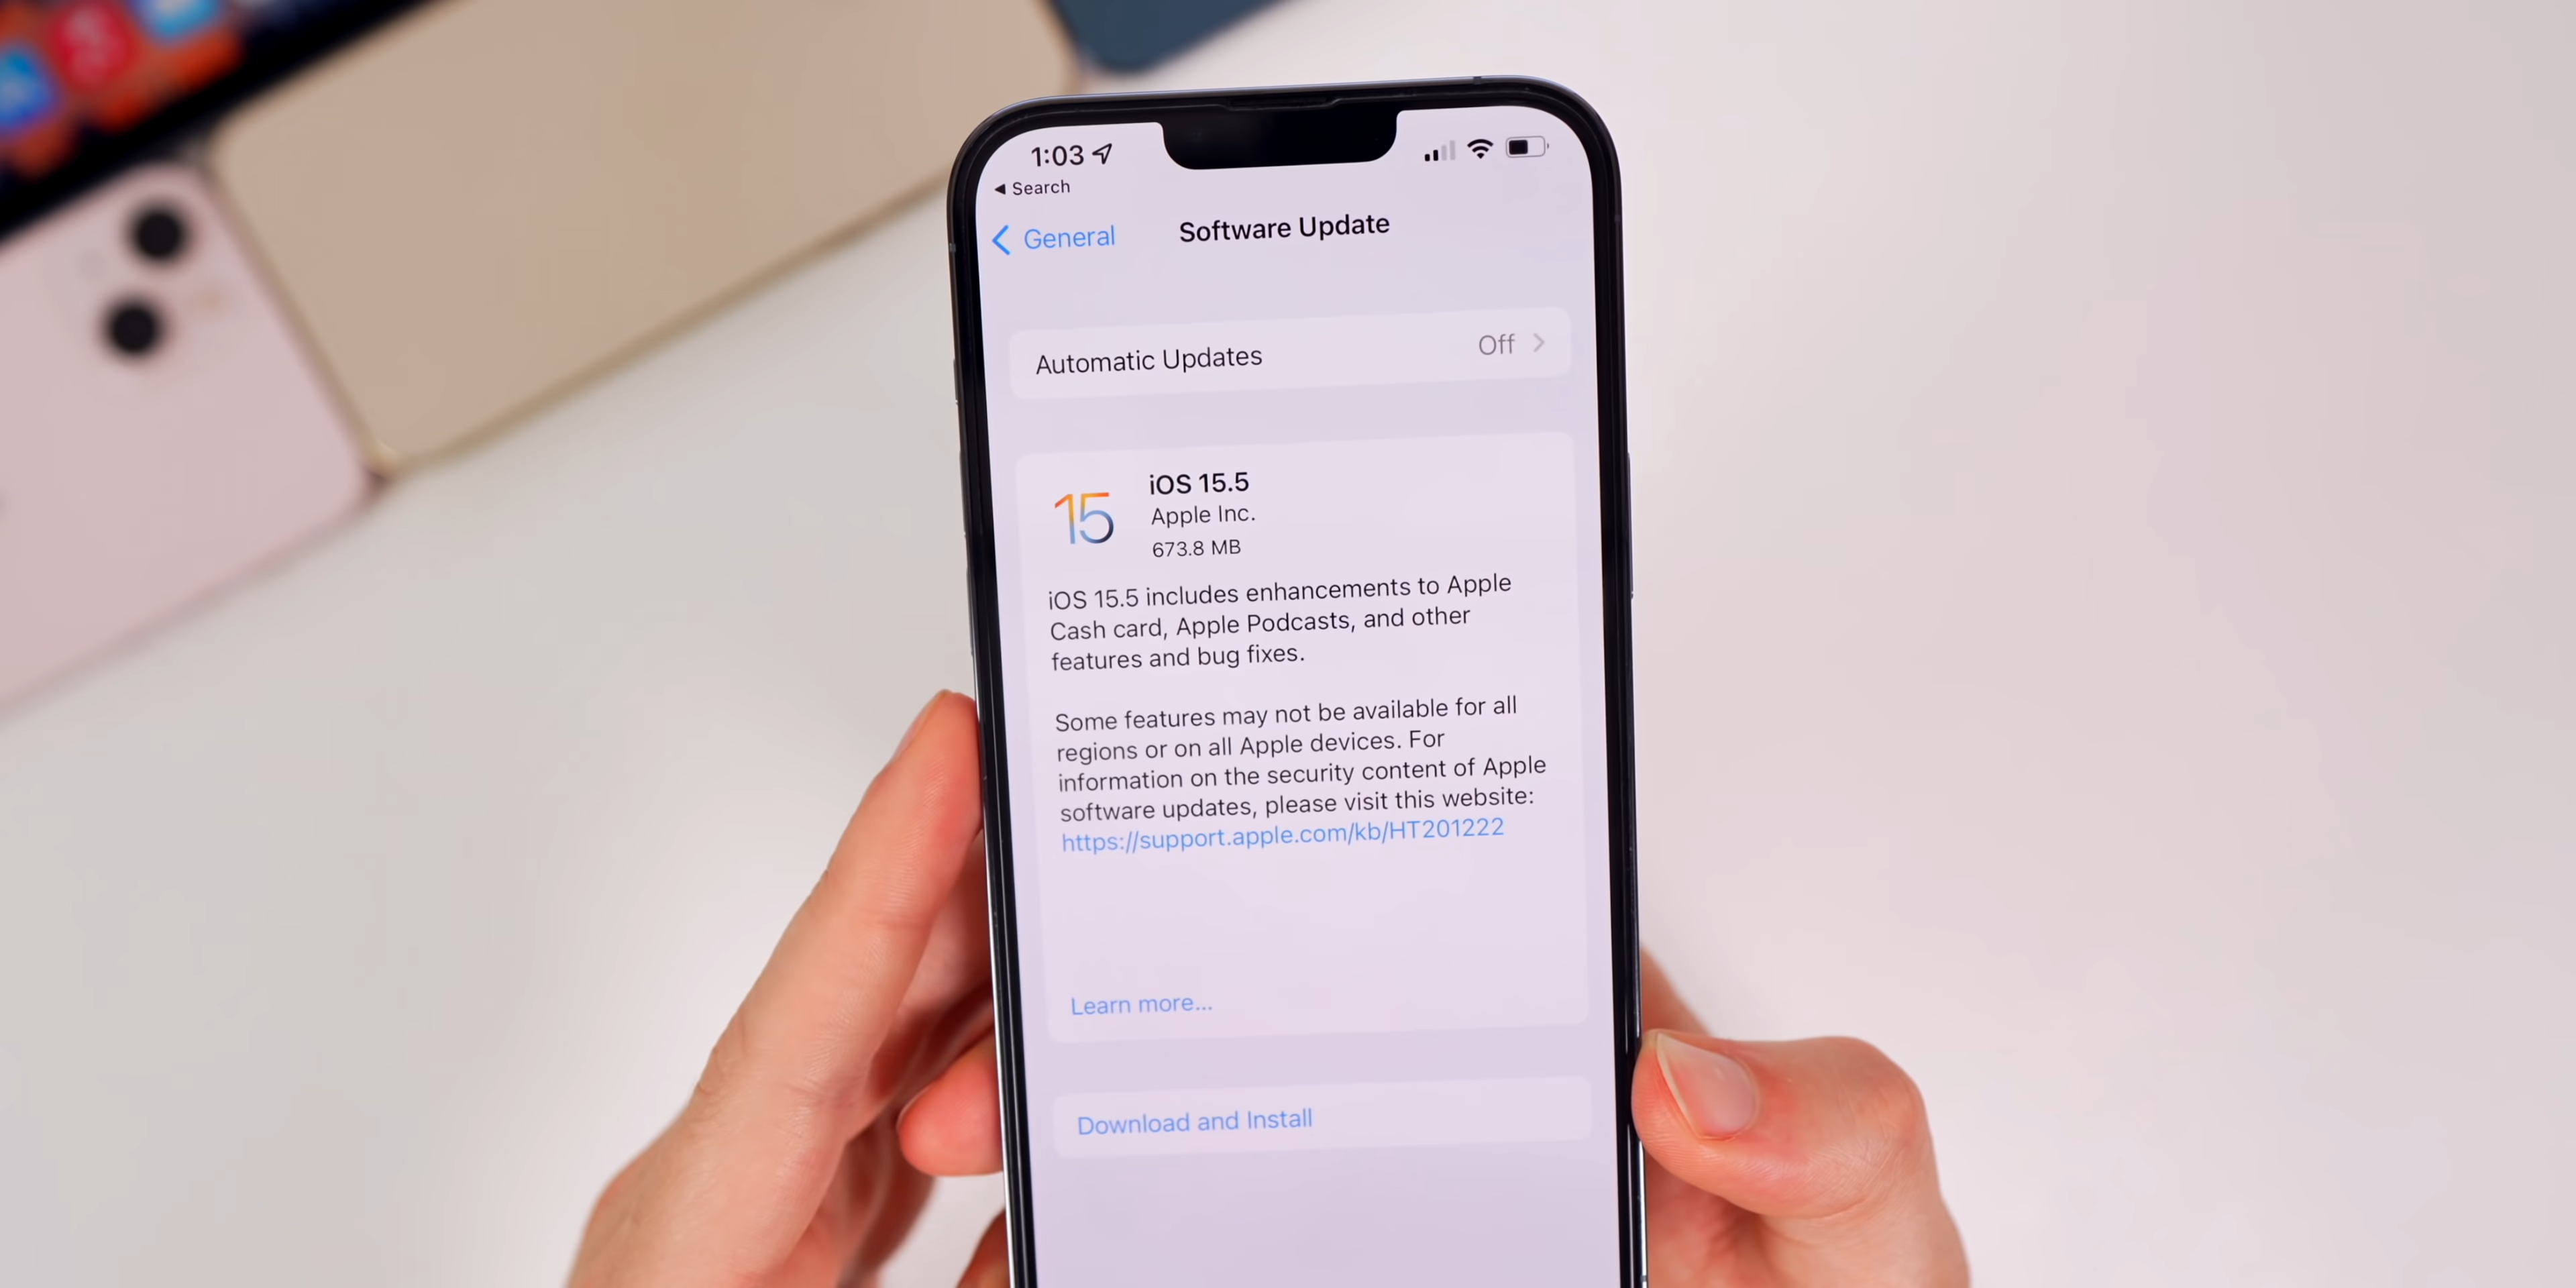 1:03
Search
General
Software Update
Automatic Updates
Off
15
iOS 15.5
Apple Inc.
673.8 MB
iOS 15.5 includes enhancements to Apple
Cash card, Apple Podcasts, and other
features and bug fixes.
Some features may not be available for all
regions or on all Apple devices. For
information on the security content of Apple
software updates, please visit this website:
https://support.apple.com/kb/HT201222
Learn more...
Download and Install